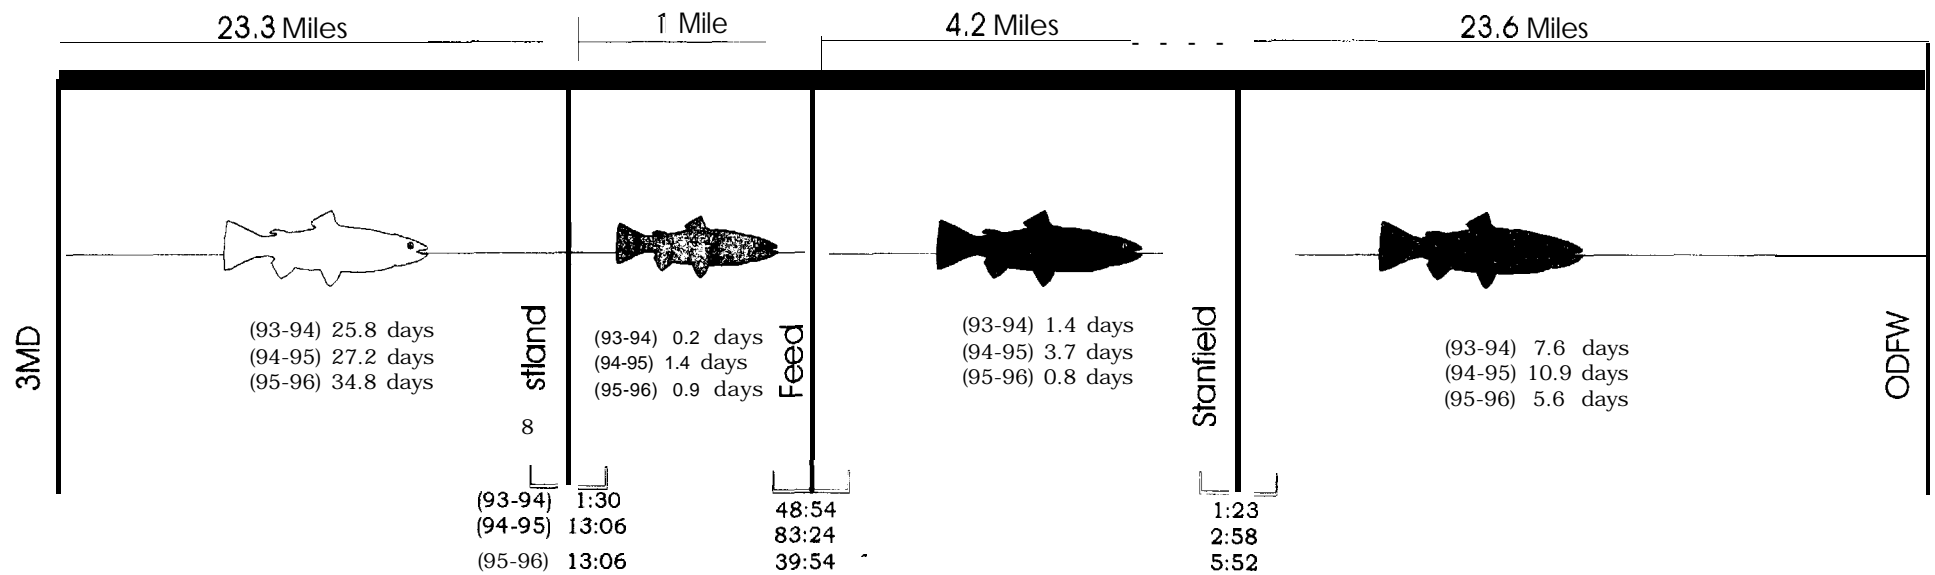 23.3 Miles
1 Mile
4.2 Miles
23.6 Miles
3MD
(93-94) 25.8 days
(94-95) 27.2 days
(95-96) 34.8 days
stland
8
(93-94) 0.2 days
(94-95) 1.4 days
(95-96) 0.9 days
Feed
(93-94) 1.4 days
(94-95) 3.7 days
(95-96) 0.8 days
Stanfield
(93-94) 7.6 days
(94-95) 10.9 days
(95-96) 5.6 days
ODFW
(93-94) 1:30
(94-95) 13:06
(95-96) 13:06
48:54
83:24
39:54
1:23
2:58
5:52